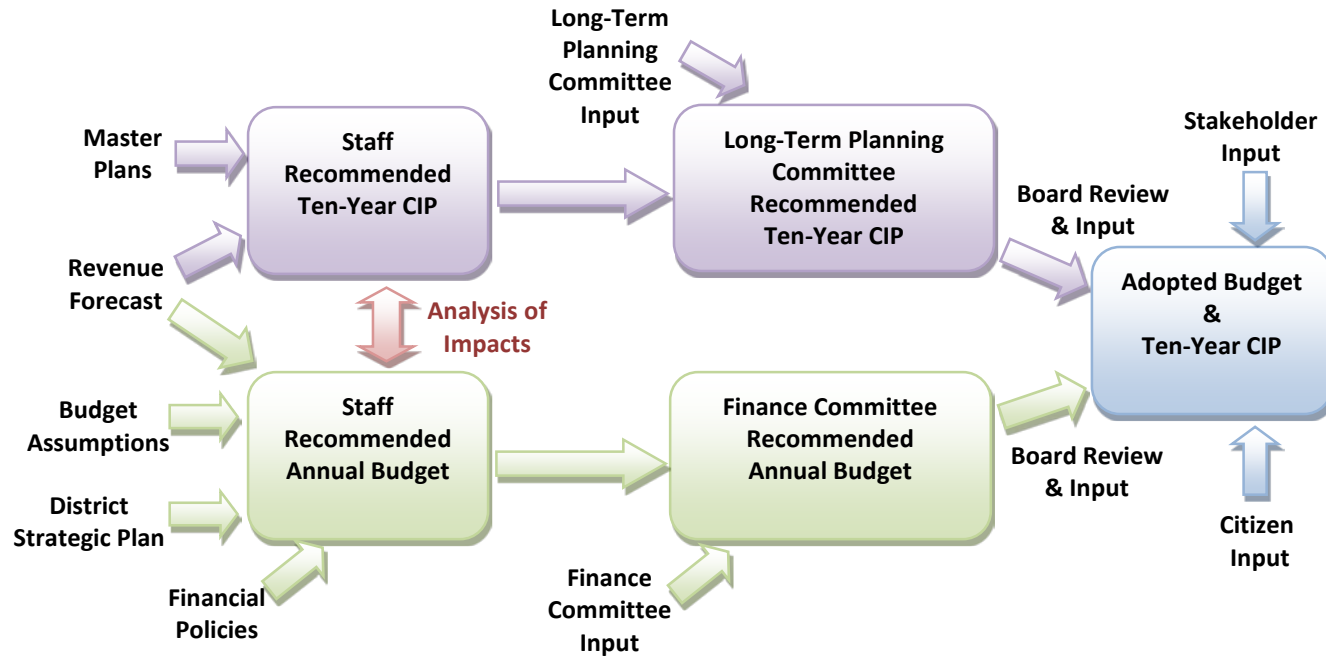 Long-Term
Planning
Committee
Input
Master
Plans
Staff
Recommended
Ten-Year CIP
Long-Term Planning
Committee
Recommended
Ten-Year CIP
Stakeholder
Input
Board Review
& Input
Revenue
Forecast
Analysis of
Impacts
Adopted Budget
&
Ten-Year CIP
Budget
Assumptions
Staff
Recommended
Annual Budget
Finance Committee
Recommended
Annual Budget
Board Review
& Input
District
Strategic Plan
Citizen
Input
Financial
Policies
Finance
Committee
Input